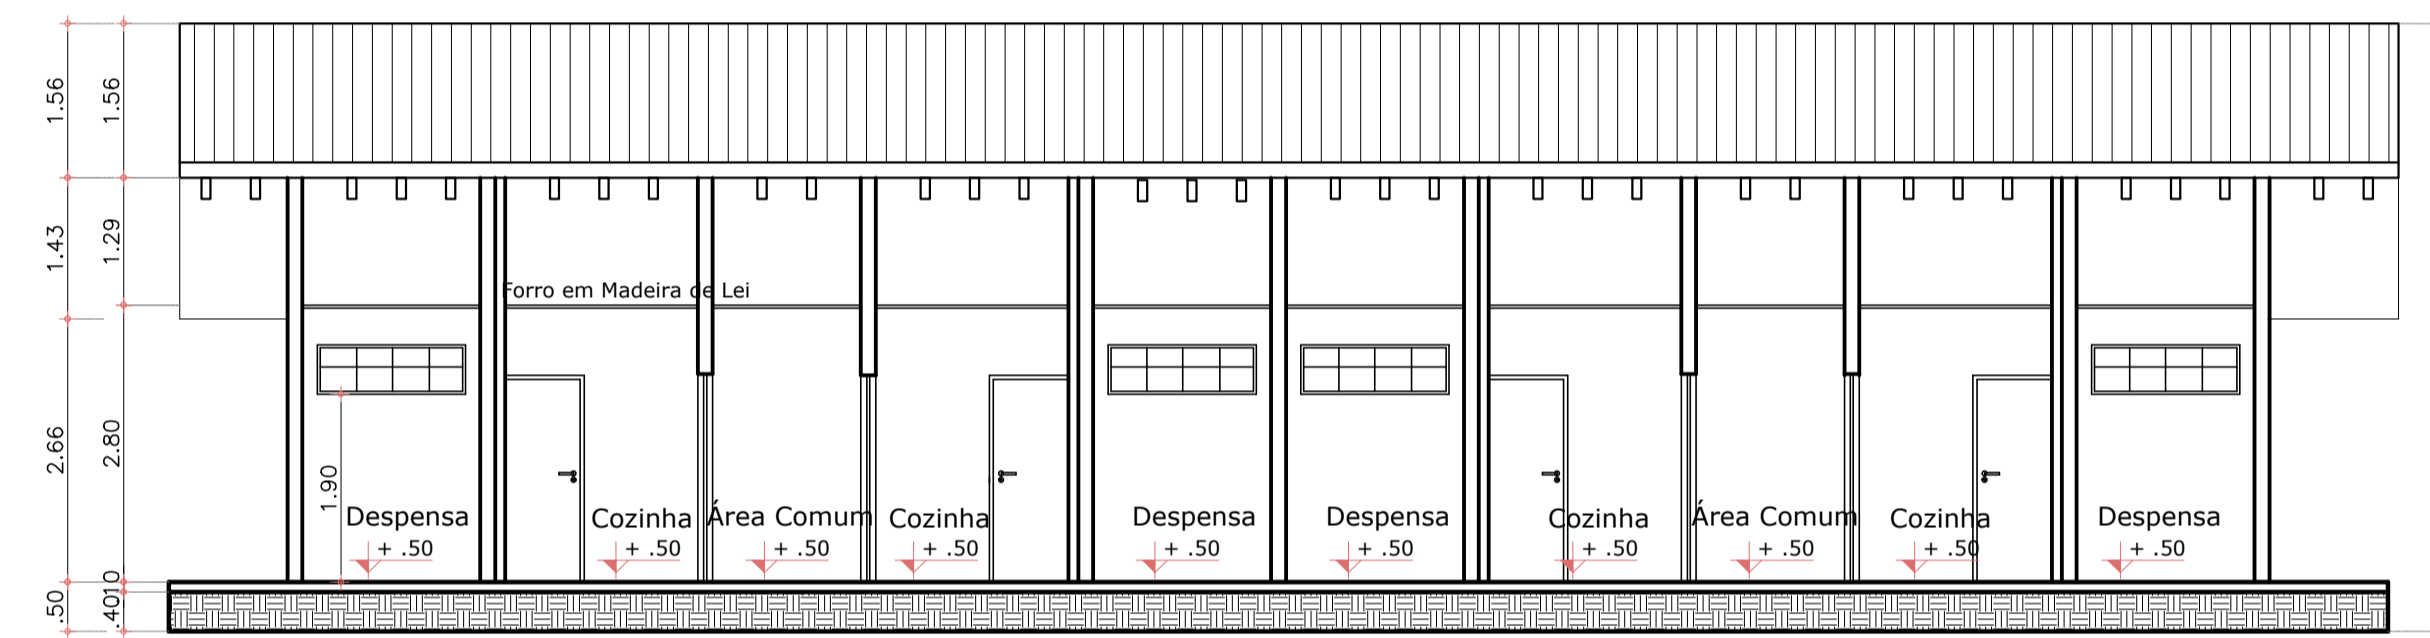 1.56
1.56
1.43
1.29
Forro em Madeira de Lei
2.66
2.80
1.90
Despensa
Cozinha
Área Comum
Cozinha
Despensa
Despensa
Cozinha
Área Comum
Cozinha
Despensa
+ .50
+ .50
+ .50
+ .50
+ .50
+ .50
+ .50
+ .50
+ .50
+ .50
.50
.40
.10